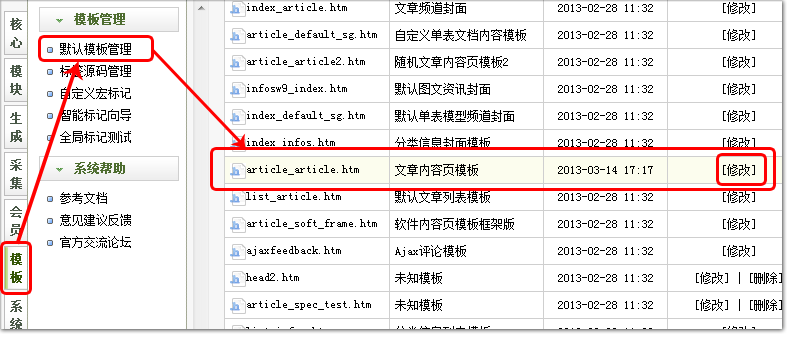 核心
模块
生成
采集
会员
模板
系统
模板管理
默认模板管理
标签源码管理
自定义宏标记
智能标记向导
全局标记测试
系统帮助
参考文档
意见建议反馈
官方交流论坛
index_article.htm 文章频道封面 2013-02-28 11:32 [修改]
article_default_sg.htm 自定义单表文档内容模板 2013-02-28 11:32 [修改]
article_article2.htm 随机文章内容页模板2 2013-02-28 11:32 [修改]
infosw9_index.htm 默认图文资讯封面 2013-02-28 11:32 [修改]
index_default_sg.htm 默认单表模型频道封面 2013-02-28 11:32 [修改]
index_infos.htm 分类信息封面模板 2013-02-28 11:32 [修改]
article_article.htm 文章内容页模板 2013-03-14 17:17 [修改]
list_article.htm 默认文章列表模板 2013-02-28 11:32 [修改]
article_soft_frame.htm 软件内容页模板框架版 2013-02-28 11:32 [修改]
ajaxfeedback.htm Ajax评论模板 2013-02-28 11:32 [修改]
head2.htm 未知模板 2013-02-28 11:32 [修改] | [删除]
article_spec_test.htm 未知模板 2013-02-28 11:32 [修改] | [删除]